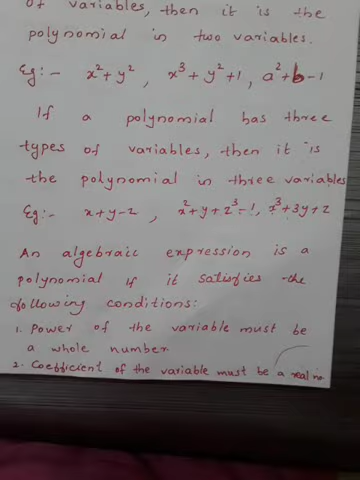 of variables, then it is the
polynomial in two variables.
Eg:- x² + y² , x³ + y² + 1 , a² + b - 1
If a polynomial has three
types of variables, then it is
the polynomial in three variables
Eg:- x + y - 2 , x² + y + z³ - 1 , x³ + 3y + z
An algebraic expression is a
polynomial if it satisfies the
following conditions:
1. Power of the variable must be
a whole number
2. Coefficient of the variable must be a real no